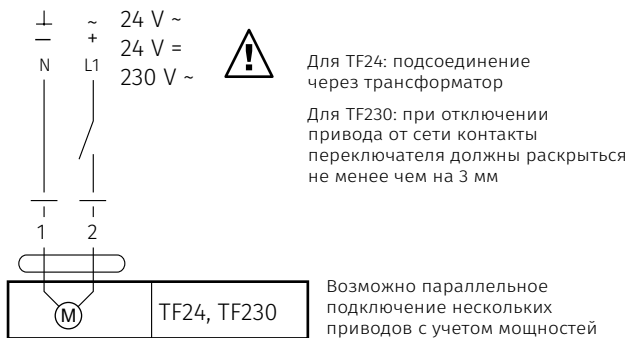 ⊥ ~ 24 V ~
− + 24 V =
N L1 230 V ~
Для TF24: подсоединение
через трансформатор
Для TF230: при отключении
привода от сети контакты
переключателя должны раскрыться
не менее чем на 3 мм
1 2
M TF24, TF230
Возможно параллельное
подключение нескольких
приводов с учетом мощностей